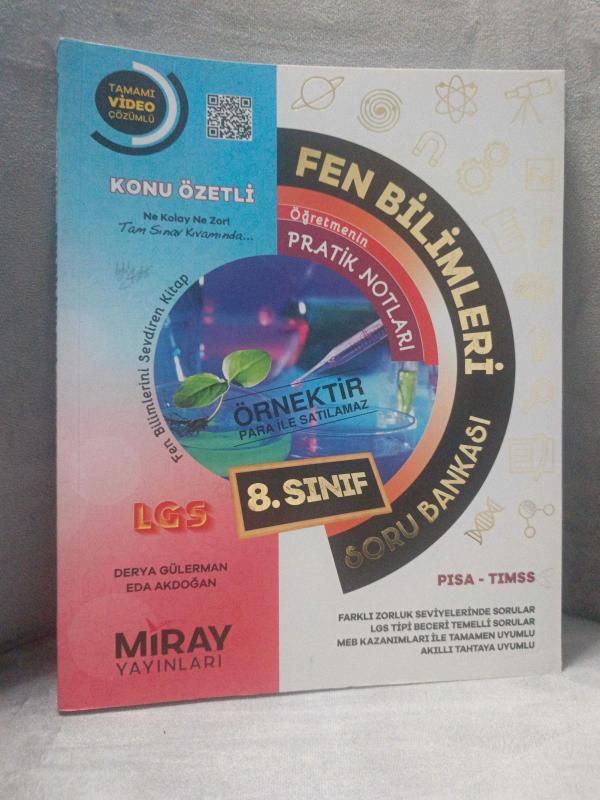 TAMAMI
VİDEO
ÇÖZÜMLÜ
KONU ÖZETLİ
Ne Kolay Ne Zor!
Tam Sınav Kıvamında...
FEN BİLİMLERİ
SORU BANKASI
Öğretmenin
PRATİK NOTLARI
Fen Bilimlerini Sevdiren Kitap
ÖRNEKTİR
PARA İLE SATILAMAZ
8. SINIF
LGS
DERYA GÜLERMAN
EDA AKDOĞAN
MİRAY
YAYINLARI
PISA - TIMSS
FARKLI ZORLUK SEVİYELERİNDE SORULAR
LGS TİPİ BECERİ TEMELLİ SORULAR
MEB KAZANIMLARI İLE TAMAMEN UYUMLU
AKILLI TAHTAYA UYUMLU